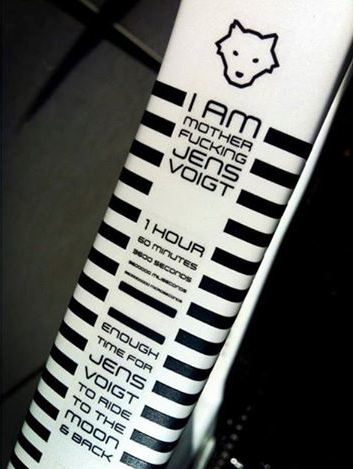 I AM
MOTHER
FUCKING
JENS
VOIGT
1 HOUR
60 MINUTES
3600 SECONDS
ENOUGH
TIME FOR
JENS
VOIGT
TO RIDE
TO THE
MOON
& BACK